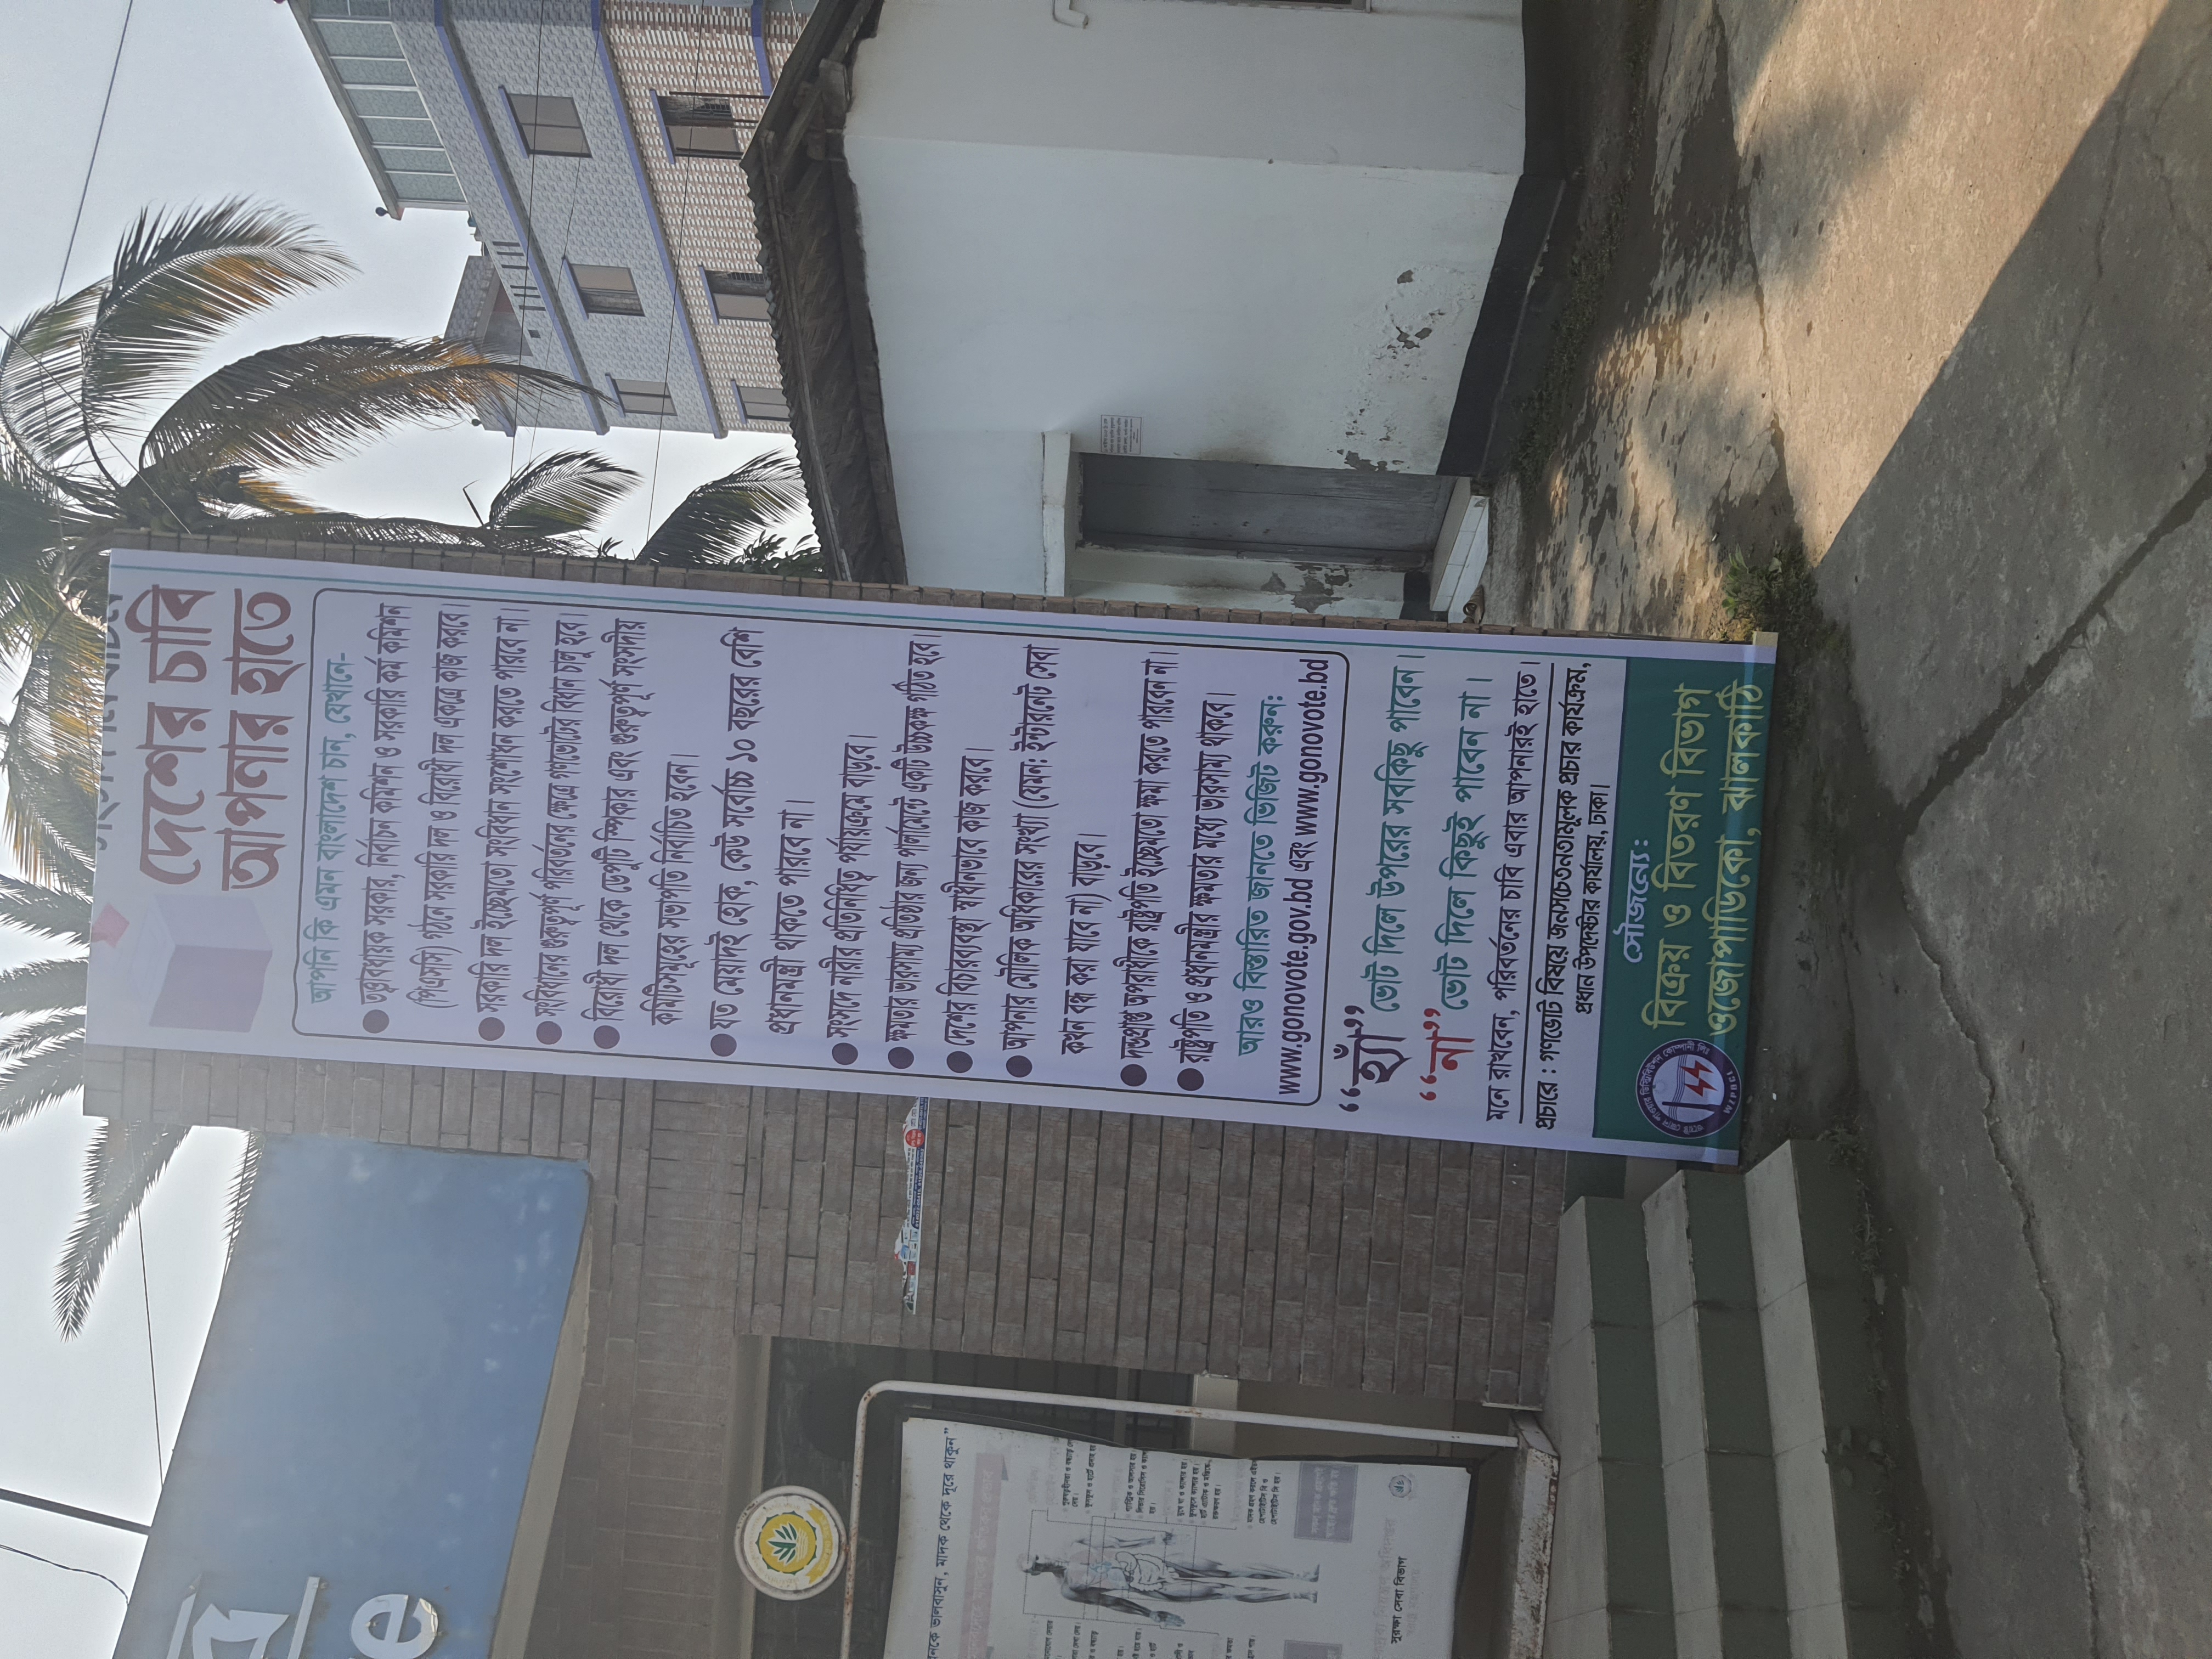 দেশের চাবি
আপনার হাতে
আপনি কি এমন বাংলাদেশ চান, যেখানে-
তত্ত্বাবধায়ক সরকার, নির্বাচন কমিশন ও সরকারি কর্ম কমিশন
(পিএসসি) গঠনে সরকারি দল ও বিরোধী দল একত্রে কাজ করবে।
সরকারি দল ইচ্ছেমতো সংবিধান সংশোধন করতে পারবে না।
সংবিধানের গুরুত্বপূর্ণ পরিবর্তনের ক্ষেত্রে গণভোটের বিধান চালু হবে।
বিরোধী দল থেকে ডেপুটি স্পিকার এবং গুরুত্বপূর্ণ সংসদীয়
কমিটিসমূহের সভাপতি নির্বাচিত হবেন।
যত মেয়াদই হোক, কেউ সর্বোচ্চ ১০ বছরের বেশি
প্রধানমন্ত্রী থাকতে পারবে না।
সংসদে নারীর প্রতিনিধিত্ব পর্যায়ক্রমে বাড়বে।
ক্ষমতার ভারসাম্য প্রতিষ্ঠার জন্য পার্লামেন্টে একটি উচ্চকক্ষ গঠিত হবে।
দেশের বিচারব্যবস্থা স্বাধীনভাবে কাজ করবে।
আপনার মৌলিক অধিকারের সংখ্যা (যেমন: ইন্টারনেট সেবা
কখন বন্ধ করা যাবে না) বাড়বে।
দণ্ডপ্রাপ্ত অপরাধীকে রাষ্ট্রপতি ইচ্ছেমতো ক্ষমা করতে পারবেন না।
রাষ্ট্রপতি ও প্রধানমন্ত্রীর ক্ষমতার মধ্যে ভারসাম্য থাকবে।
আরও বিস্তারিত জানতে ভিজিট করুন:
www.gonovote.gov.bd এবং www.gonovote.bd
“হ্যাঁ” ভোট দিলে উপরের সবকিছু পাবেন।
“না” ভোট দিলে কিছুই পাবেন না।
মনে রাখবেন, পরিবর্তনের চাবি এবার আপনারই হাতে।
প্রচারে : গণভোট বিষয়ে জনসচেতনতামূলক প্রচার কার্যক্রম,
প্রধান উপদেষ্টার কার্যালয়, ঢাকা।
সৌজন্যে:
বিক্রয় ও বিতরণ বিভাগ
ওজোপাডিকো, ঝালকাঠি
ভালবাসুন, মাদক থেকে দূরে থাকুন”
সুরক্ষা সেবা বিভাগ